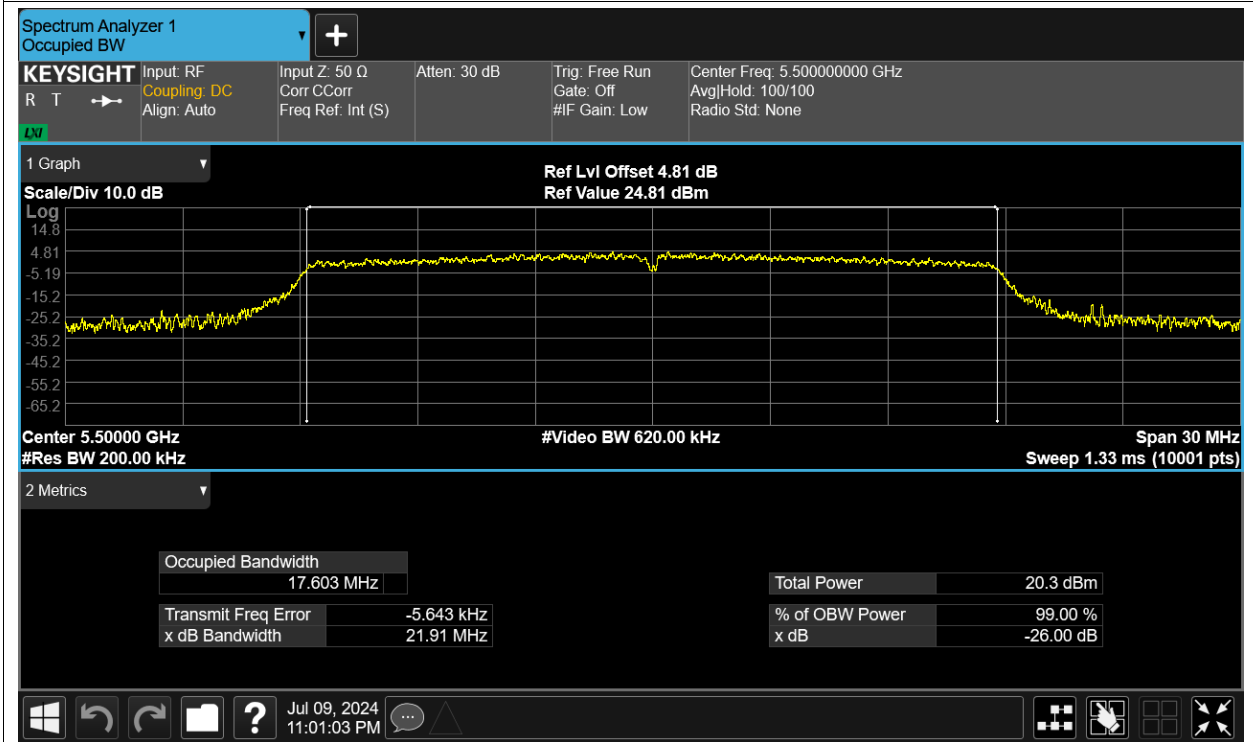 Spectrum Analyzer 1
Occupied BW
KEYSIGHT
R T
LXI
Input: RF
Coupling: DC
Align: Auto
Input Z: 50 Ω
Corr CCorr
Freq Ref: Int (S)
Atten: 30 dB
Trig: Free Run
Gate: Off
#IF Gain: Low
Center Freq: 5.500000000 GHz
Avg|Hold: 100/100
Radio Std: None
1 Graph
Scale/Div 10.0 dB
Ref Lvl Offset 4.81 dB
Ref Value 24.81 dBm
Log
14.8
4.81
-5.19
-15.2
-25.2
-35.2
-45.2
-55.2
-65.2
Center 5.50000 GHz
#Video BW 620.00 kHz
Span 30 MHz
#Res BW 200.00 kHz
Sweep 1.33 ms (10001 pts)
2 Metrics
Occupied Bandwidth
17.603 MHz
Total Power 20.3 dBm
Transmit Freq Error -5.643 kHz
% of OBW Power 99.00 %
x dB Bandwidth 21.91 MHz
x dB -26.00 dB
?
Jul 09, 2024
11:01:03 PM